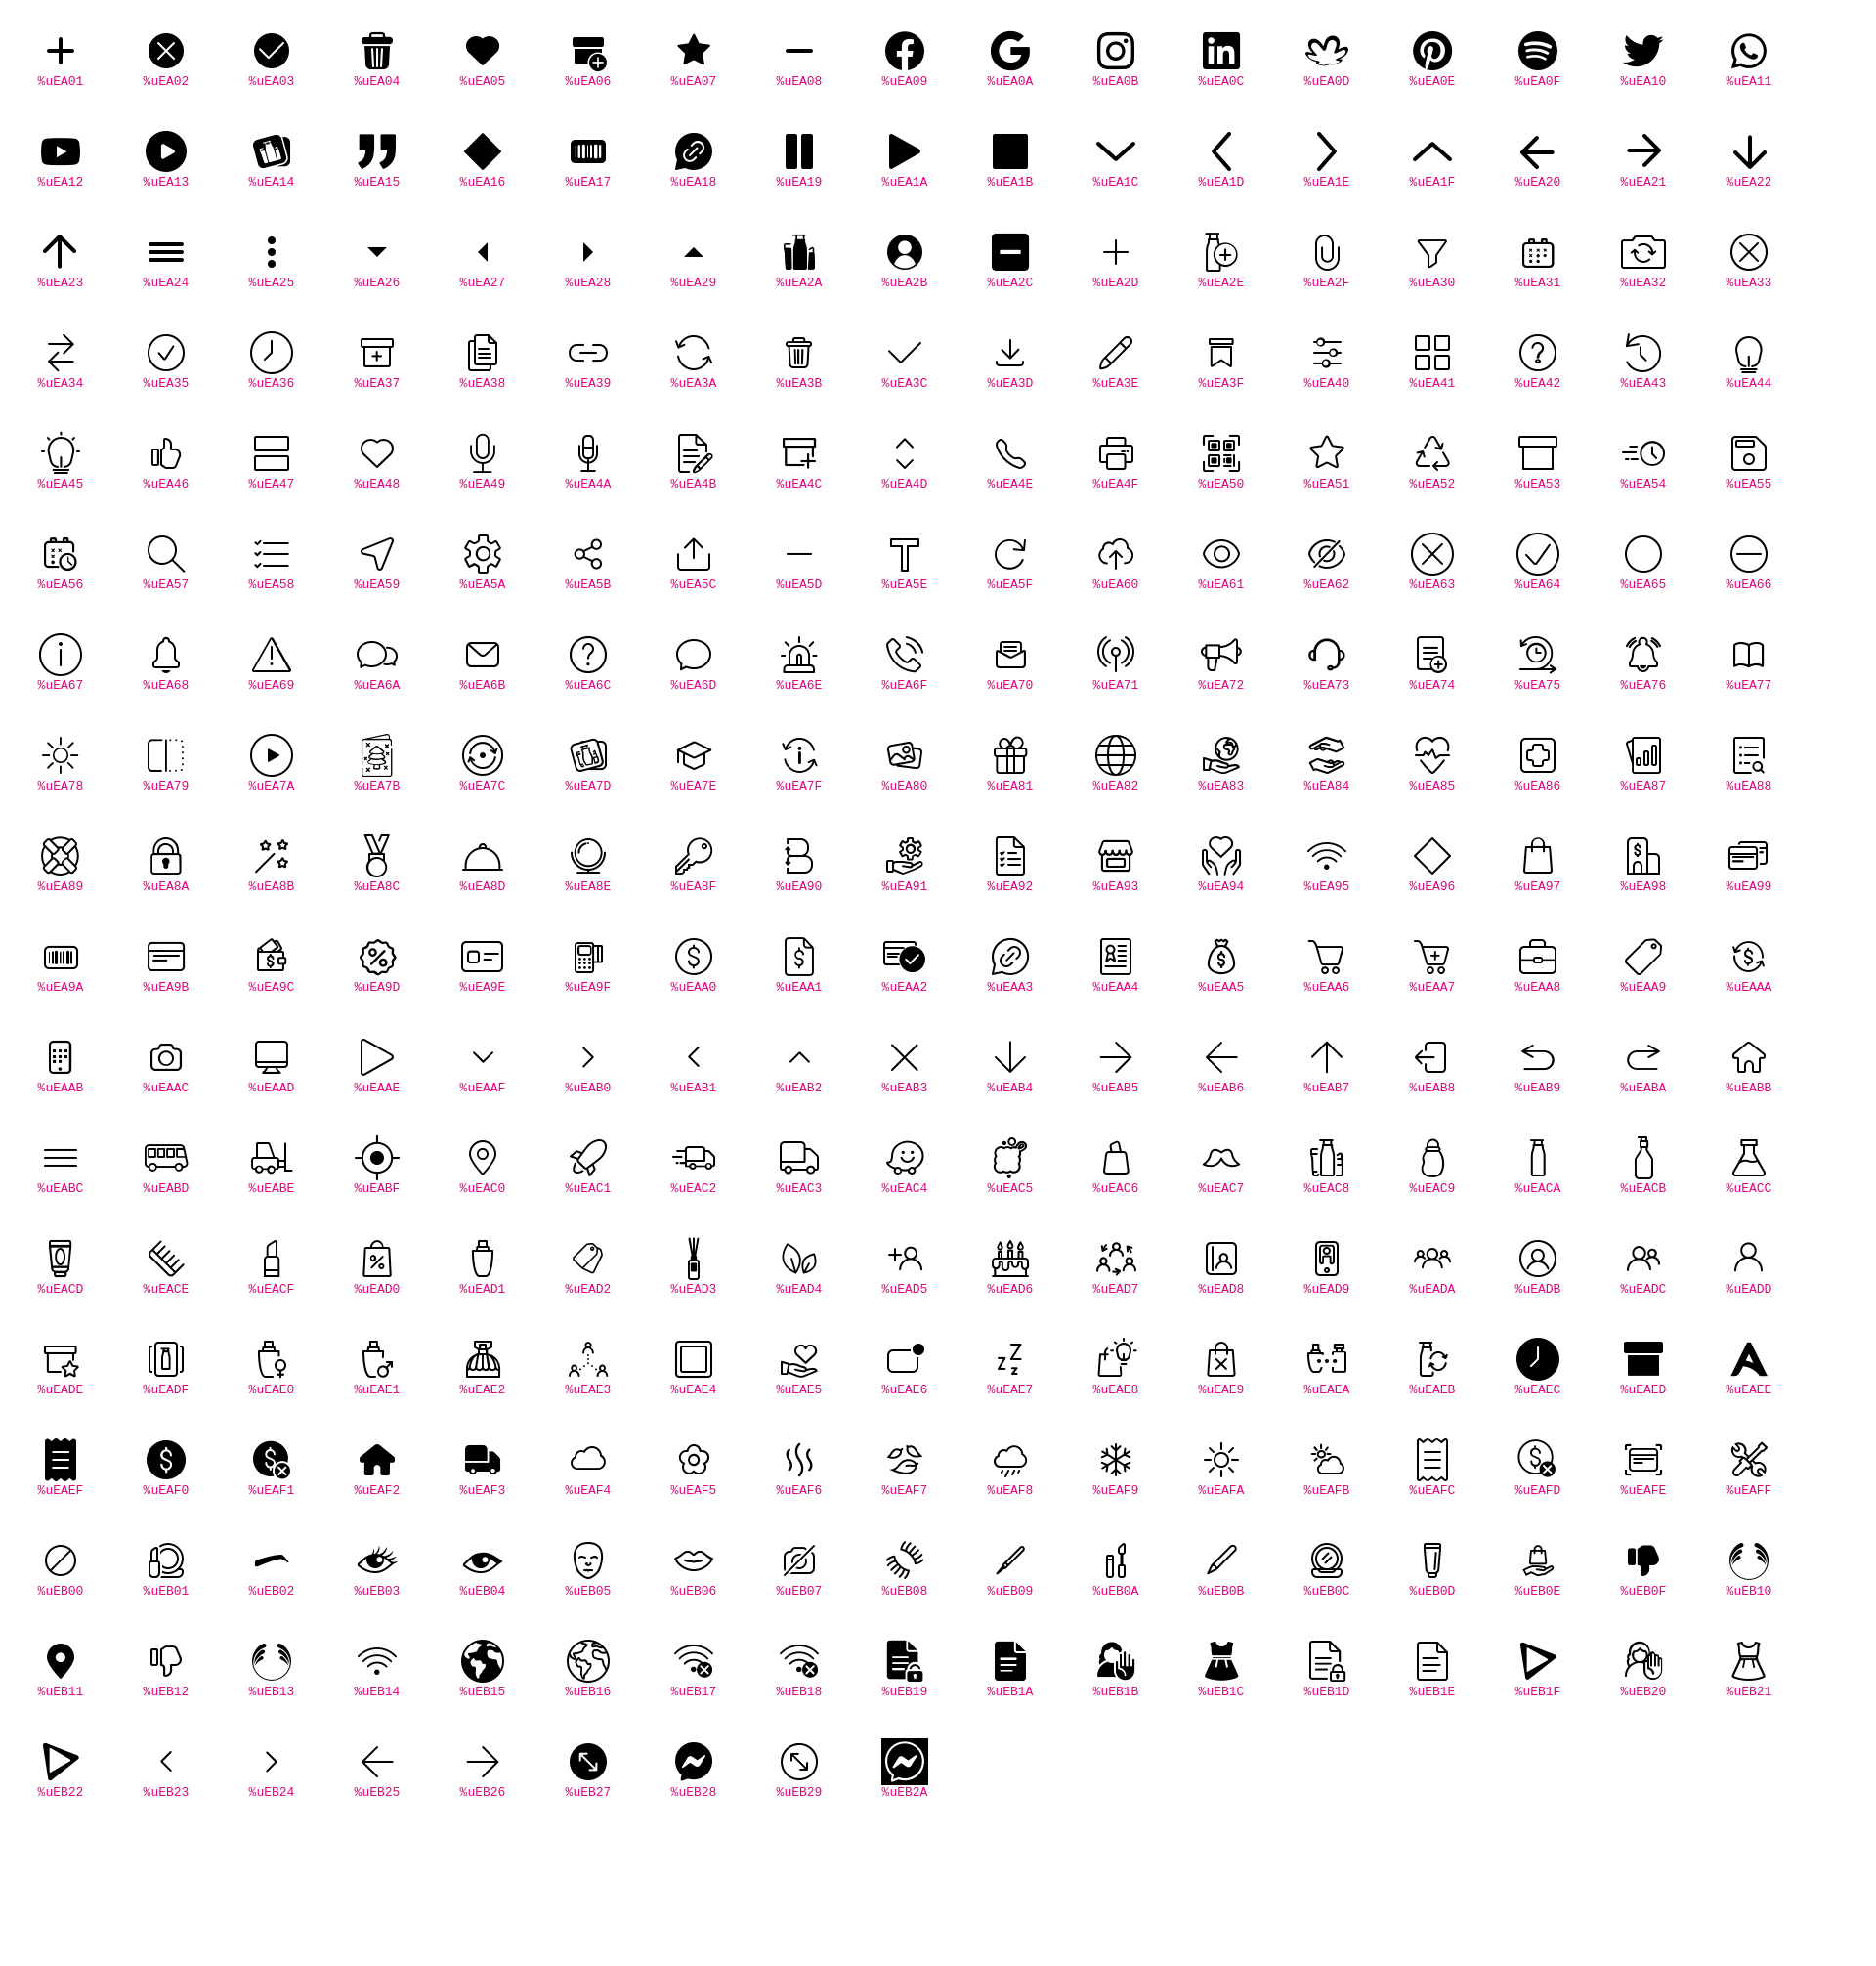 %uEA01 %uEA02 %uEA03 %uEA04 %uEA05 %uEA06 %uEA07 %uEA08 %uEA09 %uEA0A %uEA0B %uEA0C %uEA0D %uEA0E %uEA0F %uEA10 %uEA11
%uEA12 %uEA13 %uEA14 %uEA15 %uEA16 %uEA17 %uEA18 %uEA19 %uEA1A %uEA1B %uEA1C %uEA1D %uEA1E %uEA1F %uEA20 %uEA21 %uEA22
%uEA23 %uEA24 %uEA25 %uEA26 %uEA27 %uEA28 %uEA29 %uEA2A %uEA2B %uEA2C %uEA2D %uEA2E %uEA2F %uEA30 %uEA31 %uEA32 %uEA33
%uEA34 %uEA35 %uEA36 %uEA37 %uEA38 %uEA39 %uEA3A %uEA3B %uEA3C %uEA3D %uEA3E %uEA3F %uEA40 %uEA41 %uEA42 %uEA43 %uEA44
%uEA45 %uEA46 %uEA47 %uEA48 %uEA49 %uEA4A %uEA4B %uEA4C %uEA4D %uEA4E %uEA4F %uEA50 %uEA51 %uEA52 %uEA53 %uEA54 %uEA55
%uEA56 %uEA57 %uEA58 %uEA59 %uEA5A %uEA5B %uEA5C %uEA5D %uEA5E %uEA5F %uEA60 %uEA61 %uEA62 %uEA63 %uEA64 %uEA65 %uEA66
%uEA67 %uEA68 %uEA69 %uEA6A %uEA6B %uEA6C %uEA6D %uEA6E %uEA6F %uEA70 %uEA71 %uEA72 %uEA73 %uEA74 %uEA75 %uEA76 %uEA77
%uEA78 %uEA79 %uEA7A %uEA7B %uEA7C %uEA7D %uEA7E %uEA7F %uEA80 %uEA81 %uEA82 %uEA83 %uEA84 %uEA85 %uEA86 %uEA87 %uEA88
%uEA89 %uEA8A %uEA8B %uEA8C %uEA8D %uEA8E %uEA8F %uEA90 %uEA91 %uEA92 %uEA93 %uEA94 %uEA95 %uEA96 %uEA97 %uEA98 %uEA99
%uEA9A %uEA9B %uEA9C %uEA9D %uEA9E %uEA9F %uEAA0 %uEAA1 %uEAA2 %uEAA3 %uEAA4 %uEAA5 %uEAA6 %uEAA7 %uEAA8 %uEAA9 %uEAAA
%uEAAB %uEAAC %uEAAD %uEAAE %uEAAF %uEAB0 %uEAB1 %uEAB2 %uEAB3 %uEAB4 %uEAB5 %uEAB6 %uEAB7 %uEAB8 %uEAB9 %uEABA %uEABB
%uEABC %uEABD %uEABE %uEABF %uEAC0 %uEAC1 %uEAC2 %uEAC3 %uEAC4 %uEAC5 %uEAC6 %uEAC7 %uEAC8 %uEAC9 %uEACA %uEACB %uEACC
%uEACD %uEACE %uEACF %uEAD0 %uEAD1 %uEAD2 %uEAD3 %uEAD4 %uEAD5 %uEAD6 %uEAD7 %uEAD8 %uEAD9 %uEADA %uEADB %uEADC %uEADD
%uEADE %uEADF %uEAE0 %uEAE1 %uEAE2 %uEAE3 %uEAE4 %uEAE5 %uEAE6 %uEAE7 %uEAE8 %uEAE9 %uEAEA %uEAEB %uEAEC %uEAED %uEAEE
%uEAEF %uEAF0 %uEAF1 %uEAF2 %uEAF3 %uEAF4 %uEAF5 %uEAF6 %uEAF7 %uEAF8 %uEAF9 %uEAFA %uEAFB %uEAFC %uEAFD %uEAFE %uEAFF
%uEB00 %uEB01 %uEB02 %uEB03 %uEB04 %uEB05 %uEB06 %uEB07 %uEB08 %uEB09 %uEB0A %uEB0B %uEB0C %uEB0D %uEB0E %uEB0F %uEB10
%uEB11 %uEB12 %uEB13 %uEB14 %uEB15 %uEB16 %uEB17 %uEB18 %uEB19 %uEB1A %uEB1B %uEB1C %uEB1D %uEB1E %uEB1F %uEB20 %uEB21
%uEB22 %uEB23 %uEB24 %uEB25 %uEB26 %uEB27 %uEB28 %uEB29 %uEB2A